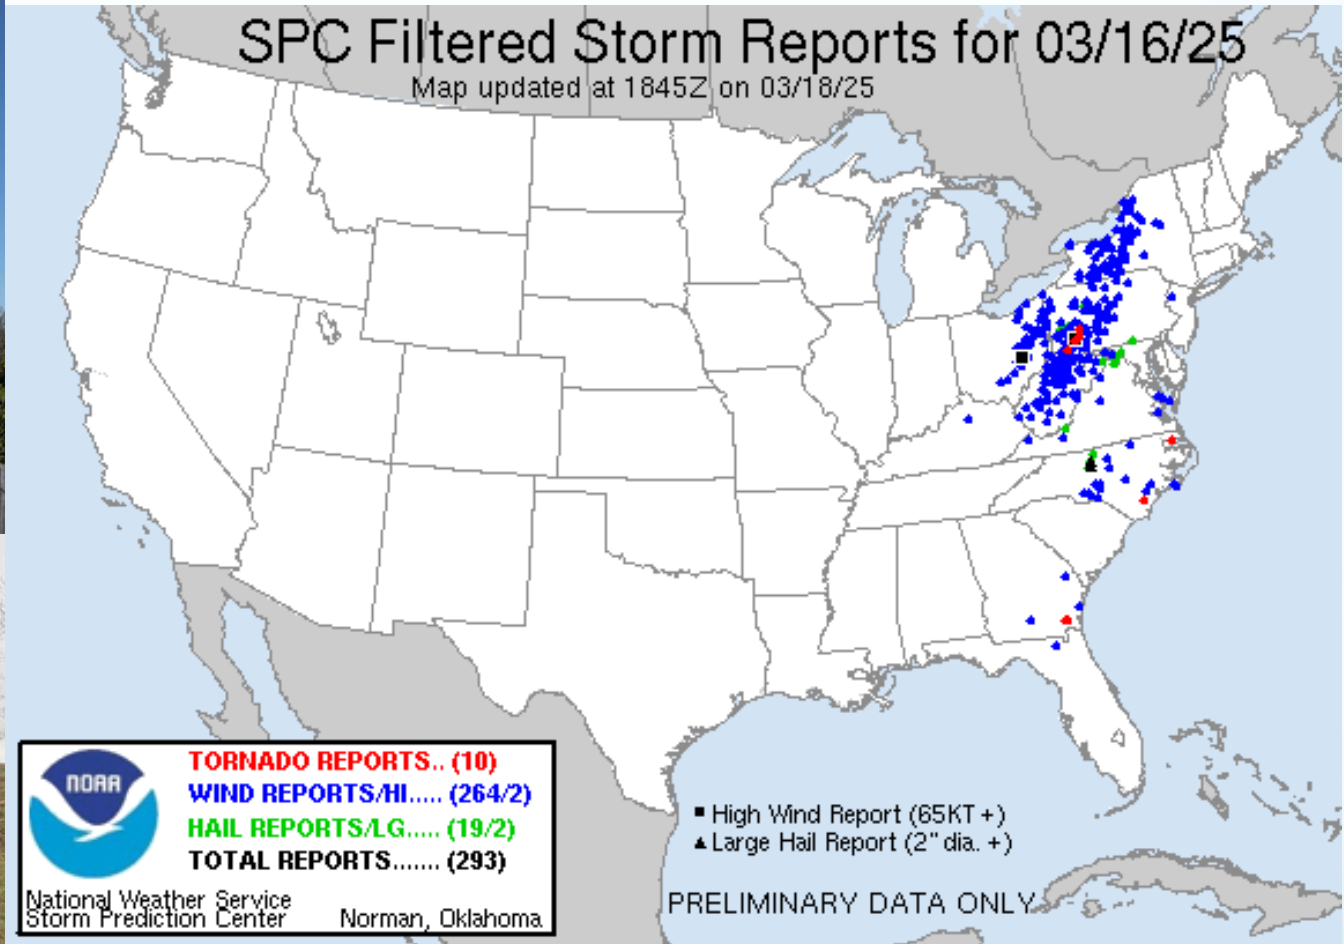 SPC Filtered Storm Reports for 03/16/25
Map updated at 1845Z on 03/18/25
NOAA
TORNADO REPORTS.. (10)
WIND REPORTS/HI..... (264/2)
HAIL REPORTS/LG..... (19/2)
TOTAL REPORTS....... (293)
National Weather Service
Storm Prediction Center Norman, Oklahoma
High Wind Report (65KT +)
Large Hail Report (2" dia. +)
PRELIMINARY DATA ONLY